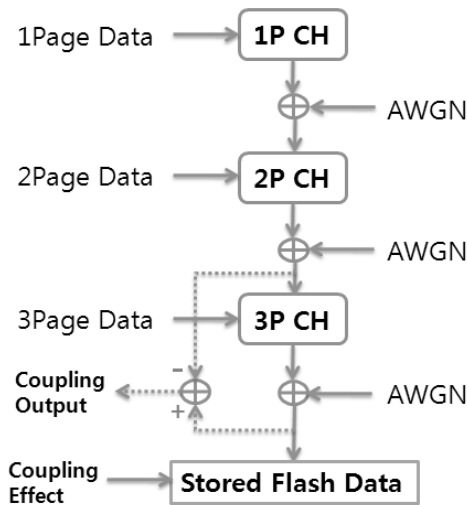 1Page Data
1P CH
AWGN
2Page Data
2P CH
AWGN
3Page Data
3P CH
-
Coupling
Output
+
AWGN
Coupling
Effect
Stored Flash Data